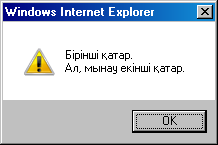 Windows Internet Explorer
Бірінші қатар.
Ал, мынау екінші қатар.
OK